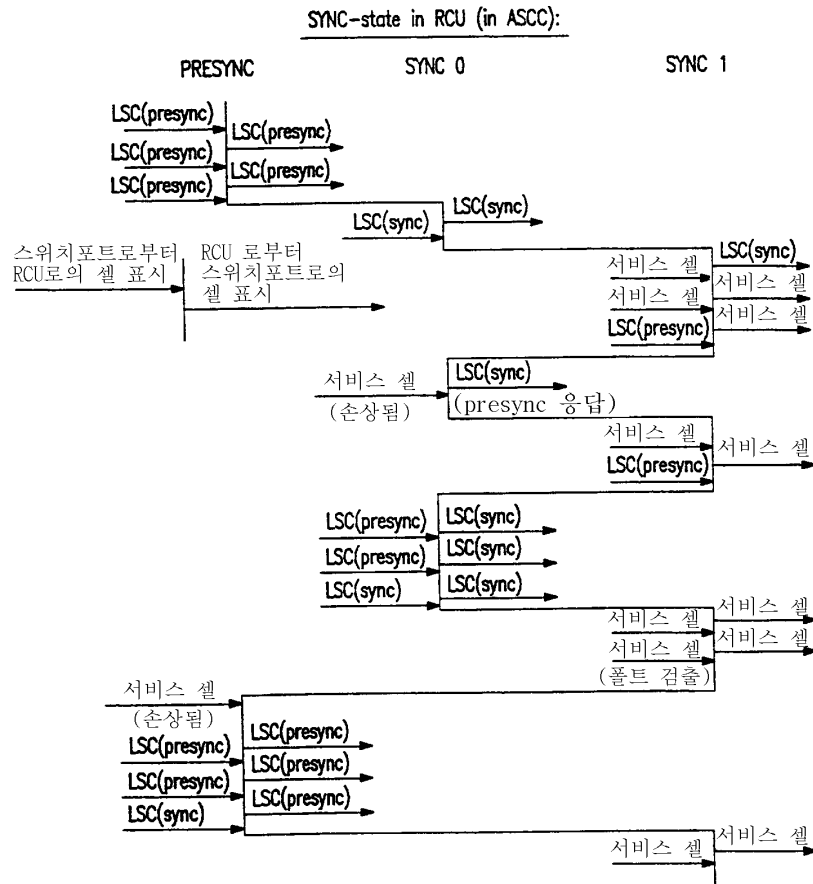 SYNC-state in RCU (in ASCC):
PRESYNC SYNC 0 SYNC 1
LSC(presync)
LSC(presync)
LSC(presync)
LSC(presync)
LSC(presync)
LSC(sync)
LSC(sync)
스위치포트로부터
RCU로의 셀 표시
RCU 로부터
스위치포트로의
셀 표시
LSC(sync)
서비스 셀
서비스 셀
서비스 셀
서비스 셀
LSC(presync)
서비스 셀
(손상됨)
LSC(sync)
(presync 응답)
서비스 셀
LSC(presync)
서비스 셀
LSC(presync)
LSC(sync)
LSC(presync)
LSC(sync)
LSC(sync)
LSC(sync)
서비스 셀
서비스 셀
서비스 셀
서비스 셀
(폴트 검출)
서비스 셀
(손상됨)
LSC(presync)
LSC(presync)
LSC(presync)
LSC(presync)
LSC(sync)
LSC(presync)
서비스 셀
서비스 셀